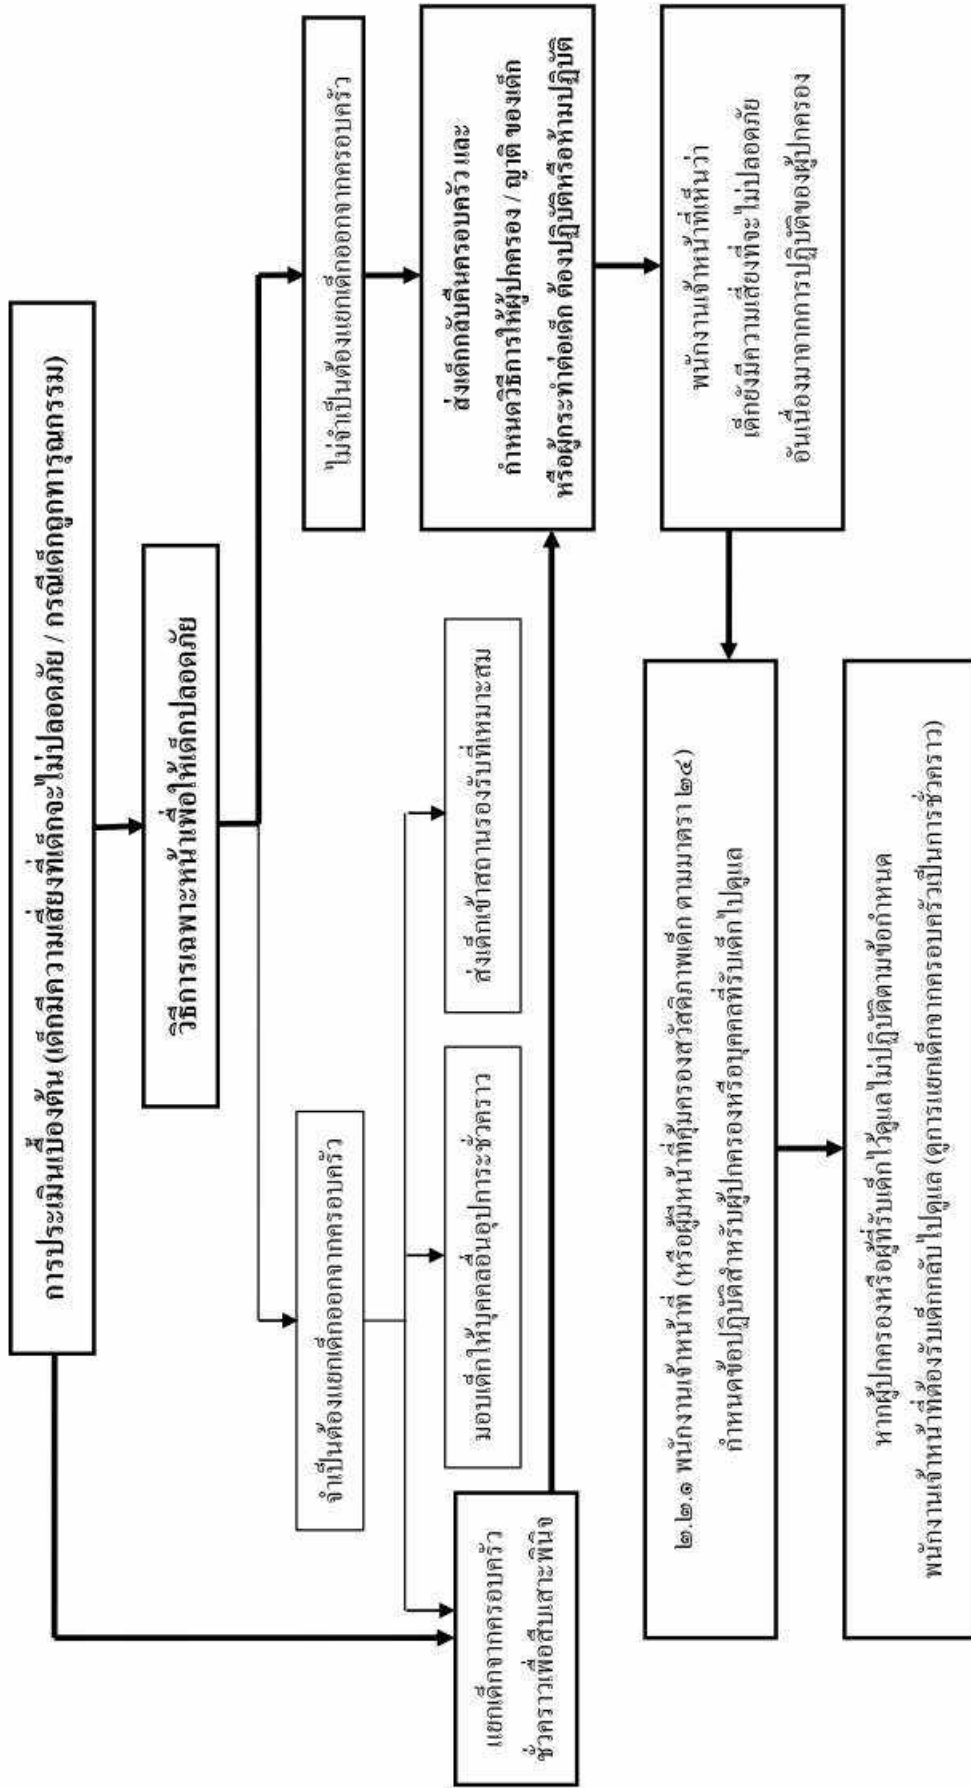 การประเมินเบื้องต้น (เด็กมีความเสี่ยงที่เด็กจะไม่ปลอดภัย / กรณีเด็กถูกทารุณกรรม)
วิธีการเฉพาะหน้าเพื่อให้เด็กปลอดภัย
จำเป็นต้องแยกเด็กออกจากครอบครัว
ไม่จำเป็นต้องแยกเด็กออกจากครอบครัว
แยกเด็กจากครอบครัว
ชั่วคราวเพื่อสืบเสาะพินิจ
มอบเด็กให้บุคคลอื่นอุปการะชั่วคราว
ส่งเด็กเข้าสถานรองรับที่เหมาะสม
ส่งเด็กกลับคืนครอบครัว และ
กำหนดวิธีการให้ผู้ปกครอง / ญาติ ของเด็ก
หรือผู้กระทำต่อเด็ก ต้องปฏิบัติหรือห้ามปฏิบัติ
พนักงานเจ้าหน้าที่เห็นว่า
เด็กยังมีความเสี่ยงที่จะไม่ปลอดภัย
อันเนื่องมาจากการปฏิบัติของผู้ปกครอง
๒.๒.๑ พนักงานเจ้าหน้าที่ (หรือผู้มีหน้าที่คุ้มครองสวัสดิภาพเด็ก ตามมาตรา ๒๔)
กำหนดข้อปฏิบัติสำหรับผู้ปกครองหรือบุคคลที่รับเด็กไปดูแล
หากผู้ปกครองหรือผู้ที่รับเด็กไว้ดูแลไม่ปฏิบัติตามข้อกำหนด
พนักงานเจ้าหน้าที่ต้องรับเด็กกลับไปดูแล (ดูการแยกเด็กจากครอบครัวเป็นการชั่วคราว)